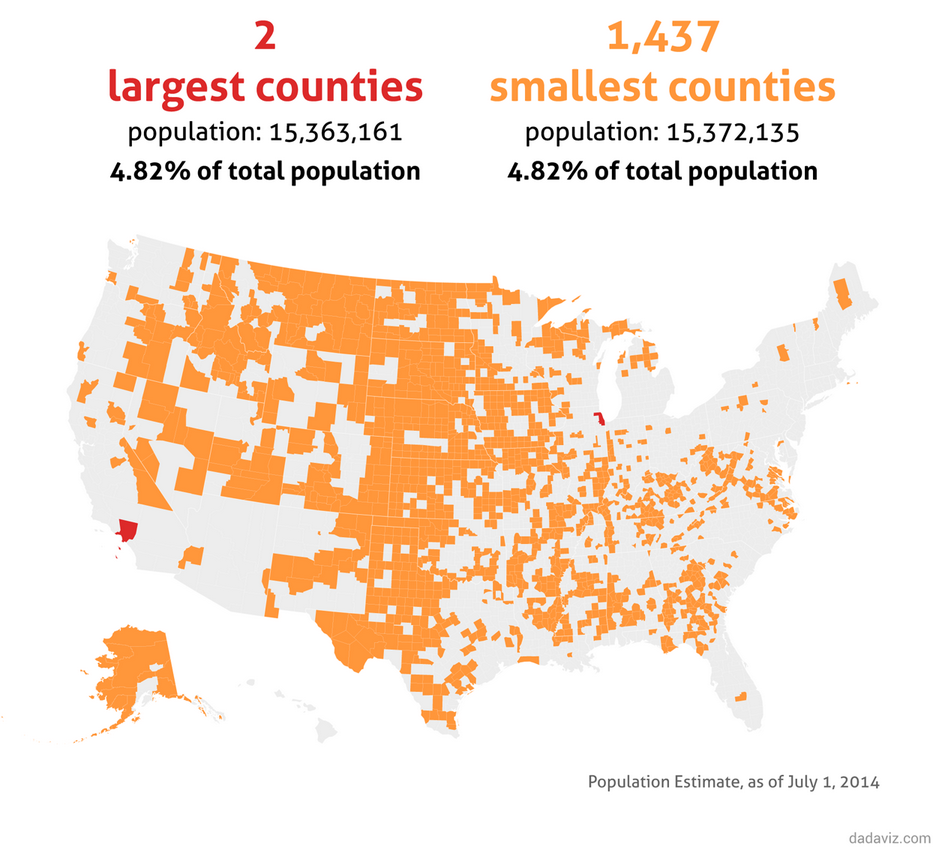 2
largest counties
population: 15,363,161
4.82% of total population
1,437
smallest counties
population: 15,372,135
4.82% of total population
Population Estimate, as of July 1, 2014
dadaviz.com